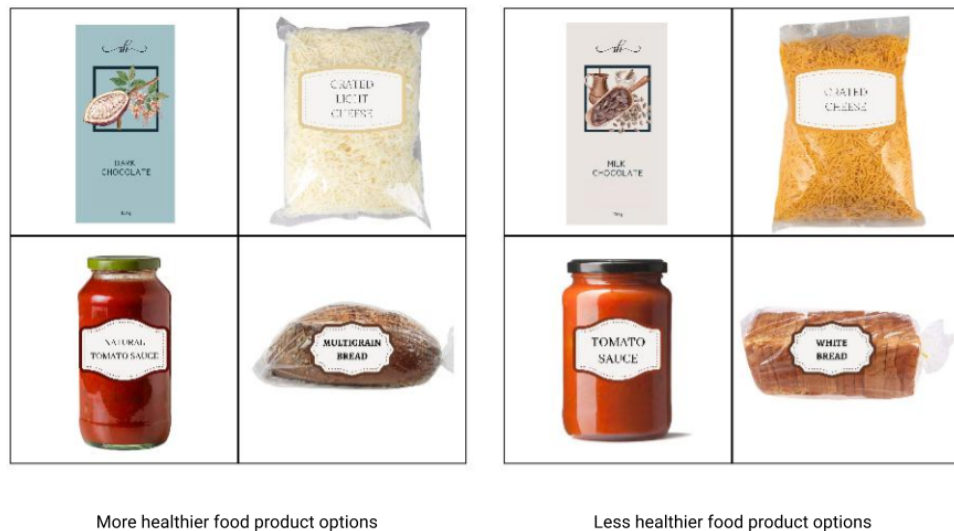 DARK
CHOCOLATE
GRATED
LIGHT
CHEESE
MILK
CHOCOLATE
GRATED
CHEESE
NATURAL
TOMATO SAUCE
MULTIGRAIN
BREAD
TOMATO
SAUCE
WHITE
BREAD
More healthier food product options
Less healthier food product options